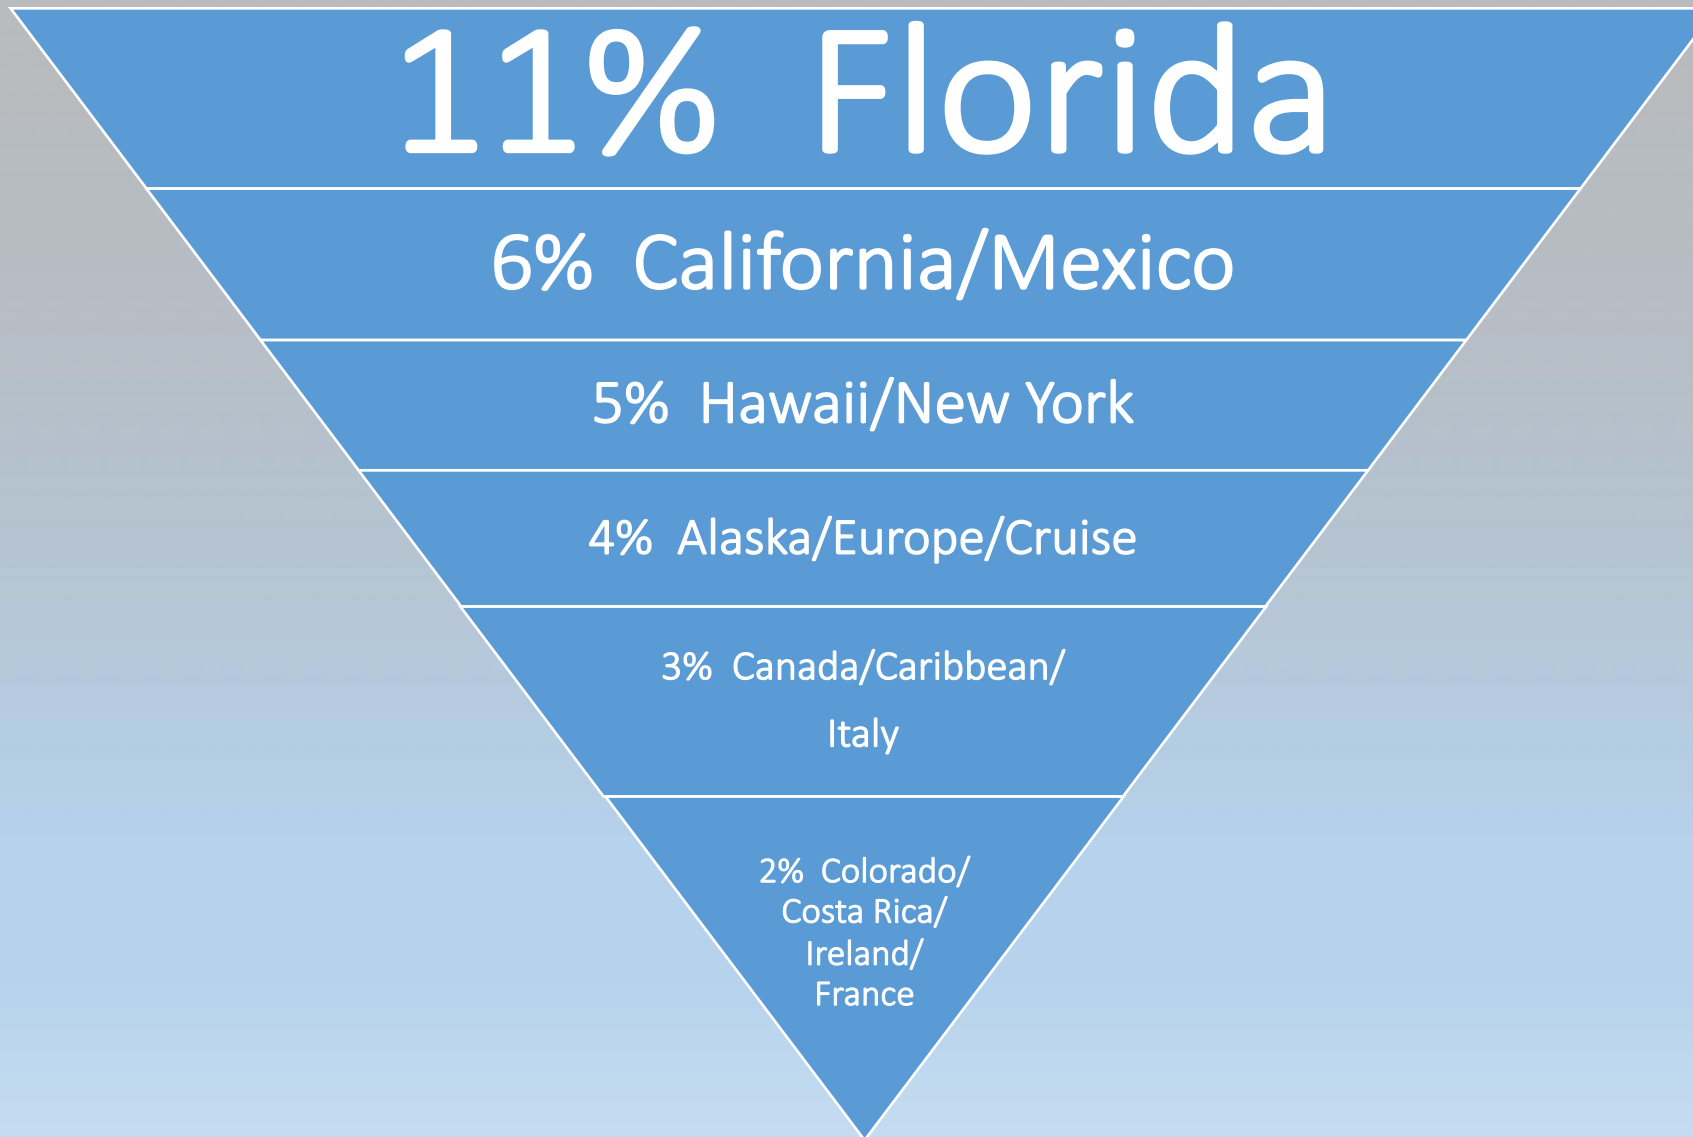 11%  Florida
6%  California/Mexico
5%  Hawaii/New York
4%  Alaska/Europe/Cruise
3%  Canada/Caribbean/
Italy
2%  Colorado/
Costa Rica/
Ireland/
France